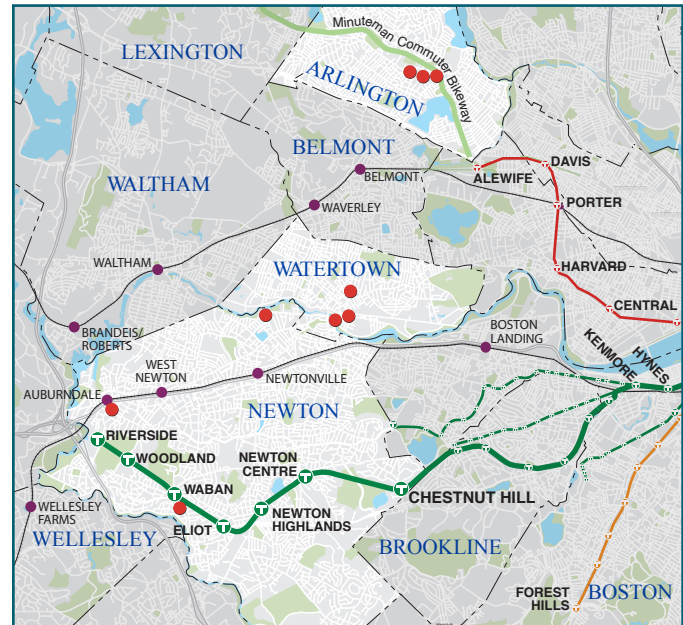 Minuteman Commuter Bikeway
LEXINGTON
ARLINGTON
BELMONT
DAVIS
ALEWIFE
BELMONT
WALTHAM
PORTER
WAVERLEY
WALTHAM
HARVARD
WATERTOWN
CENTRAL
BRANDEIS/
ROBERTS
BOSTON
LANDING
KENMORE
HYNES
WEST
NEWTON
NEWTONVILLE
AUBURNDALE
NEWTON
RIVERSIDE
WOODLAND
NEWTON
CENTRE
WABAN
CHESTNUT HILL
WELLESLEY
FARMS
NEWTON
HIGHLANDS
ELIOT
WELLESLEY
BROOKLINE
FOREST
HILLS
BOSTON
T
T
T
T
T
T
T